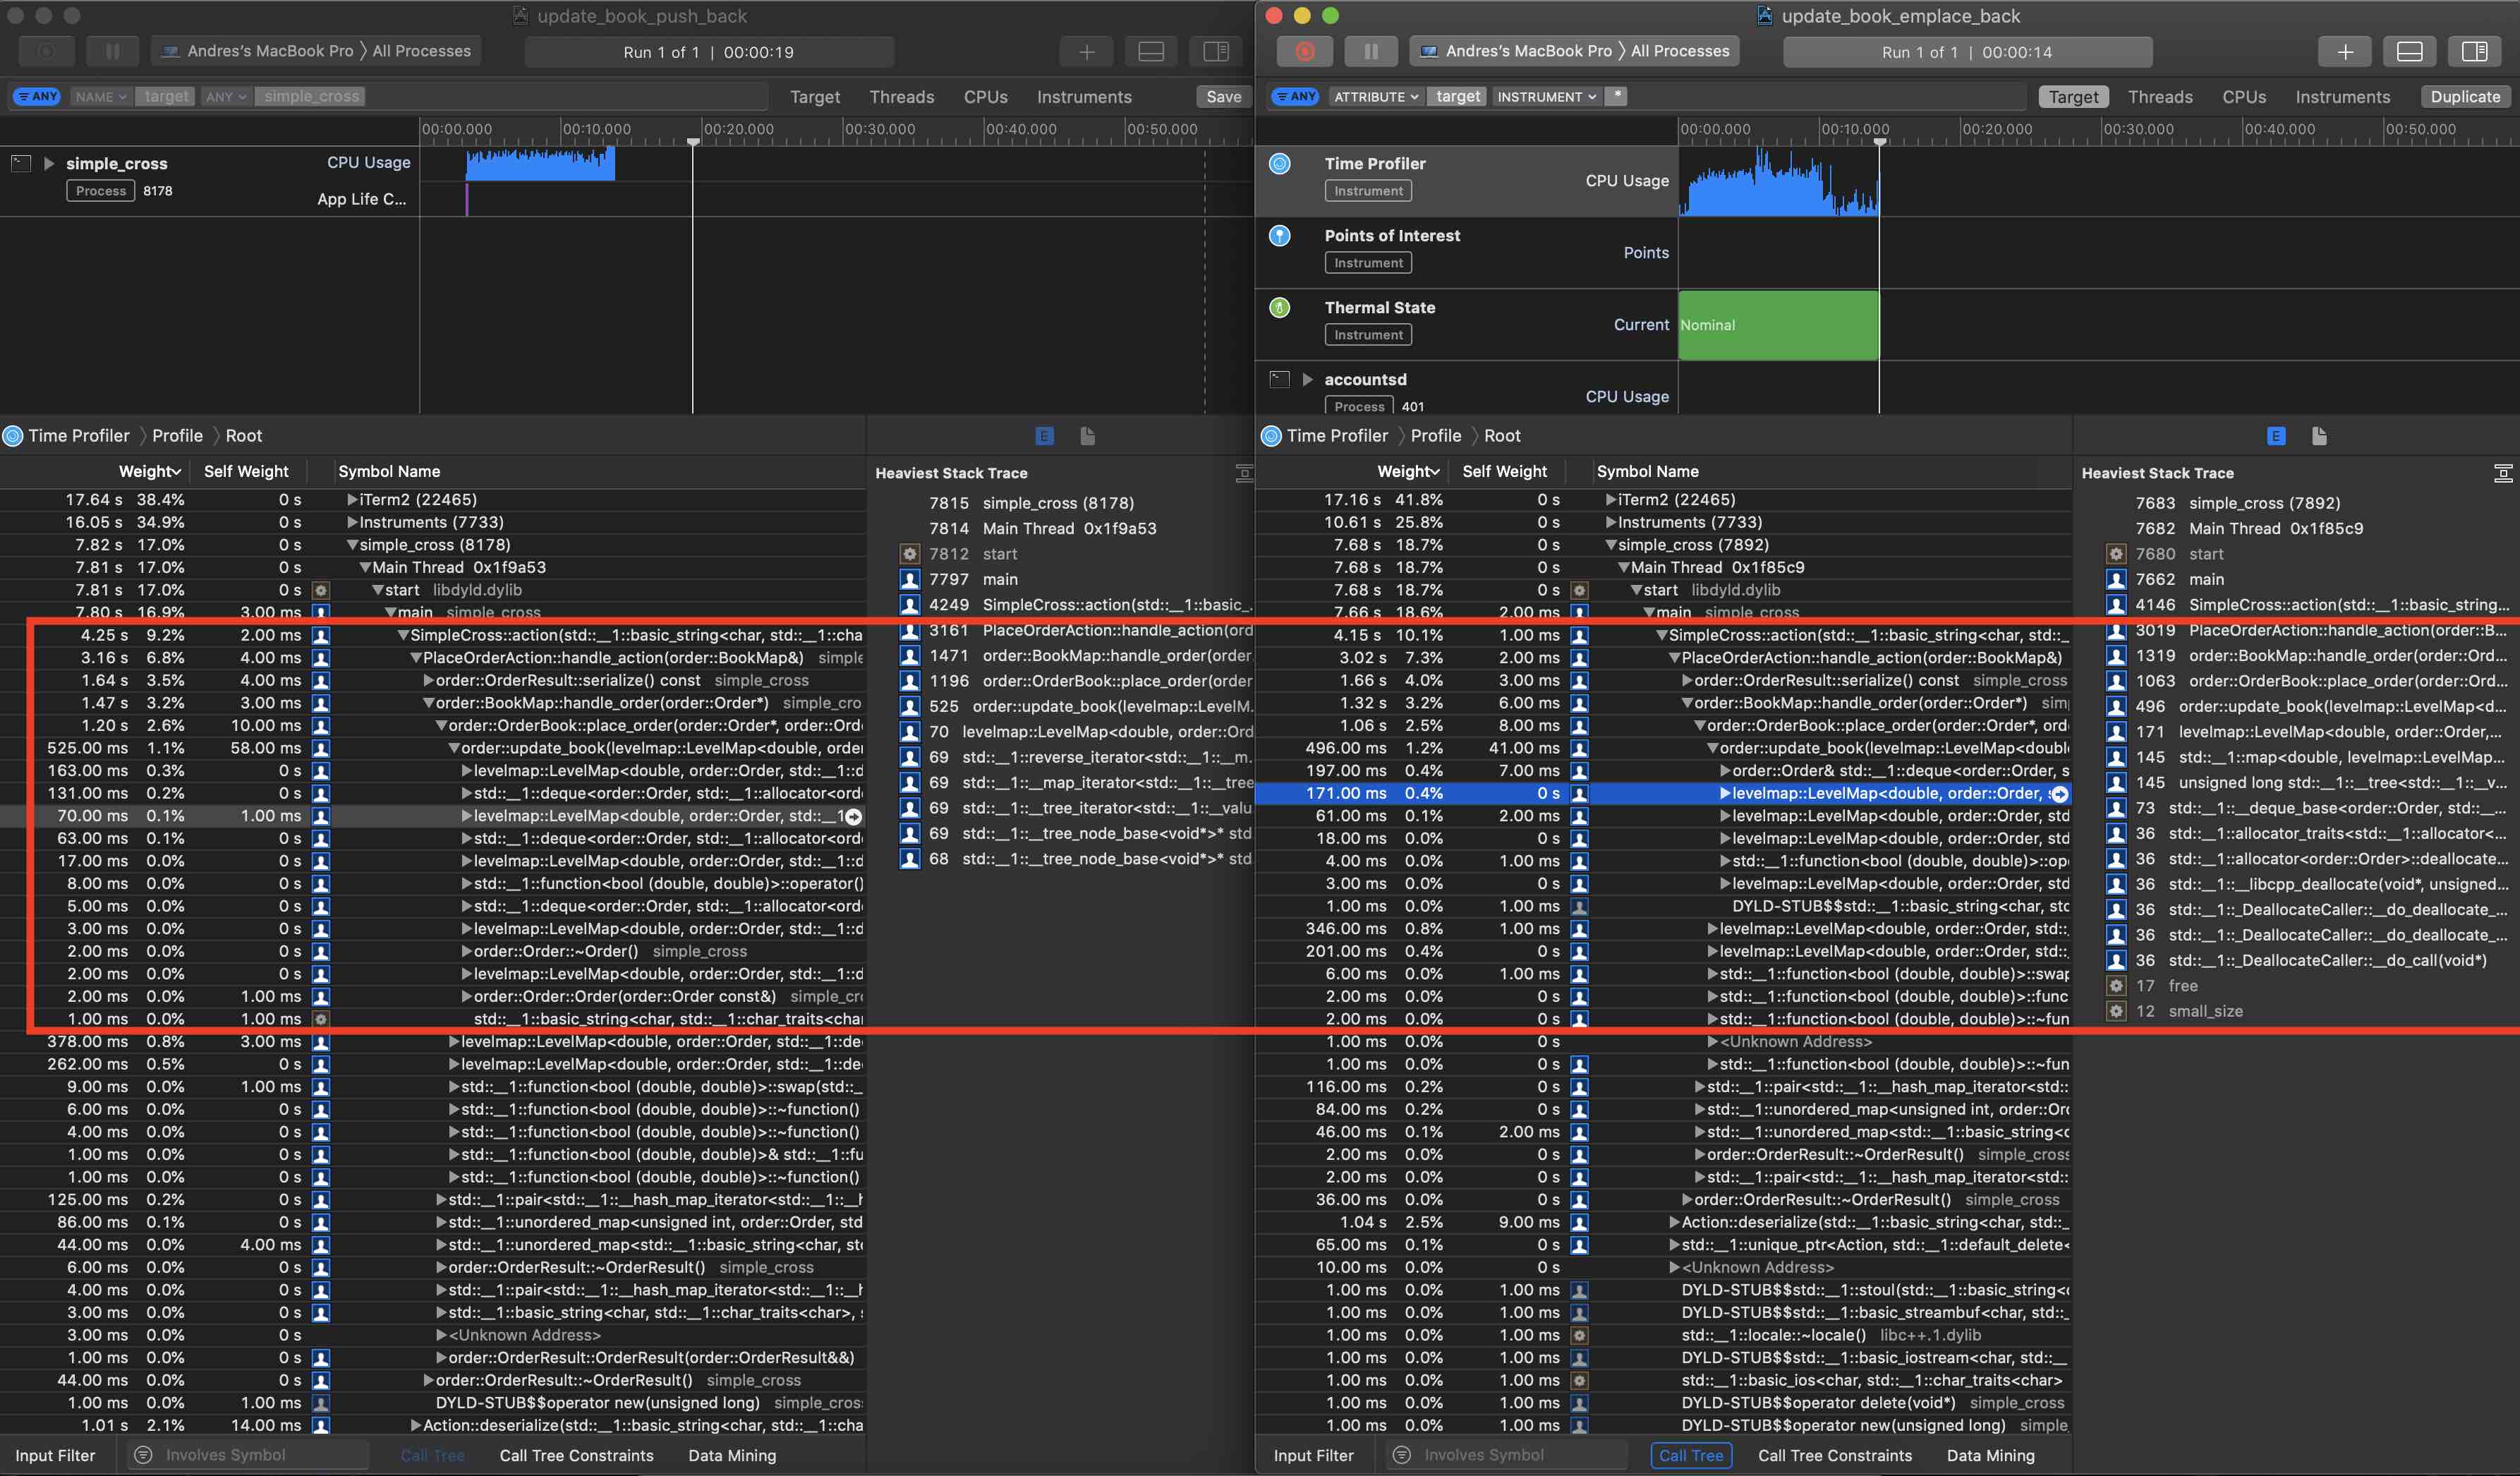 update_book_push_back
Andres's MacBook Pro 〉All Processes
Run 1 of 1 | 00:00:19
ANY NAME target ANY simple_cross
Target Threads CPUs Instruments Save
00:00.000 00:10.000 00:20.000 00:30.000 00:40.000 00:50.000
simple_cross CPU Usage
Process 8178
App Life C...
Time Profiler 〉Profile 〉Root
E
Weight Self Weight Symbol Name
17.64 s 38.4% 0 s iTerm2 (22465)
16.05 s 34.9% 0 s Instruments (7733)
7.82 s 17.0% 0 s simple_cross (8178)
7.81 s 17.0% 0 s Main Thread 0x1f9a53
7.81 s 17.0% 0 s start libdyld.dylib
7.80 s 16.9% 3.00 ms main simple_cross
4.25 s 9.2% 2.00 ms SimpleCross::action(std::__1::basic_string<char, std::__1::cha
3.16 s 6.8% 4.00 ms PlaceOrderAction::handle_action(order::BookMap&) simple
1.64 s 3.5% 4.00 ms order::OrderResult::serialize() const simple_cross
1.47 s 3.2% 3.00 ms order::BookMap::handle_order(order::Order*) simple_cro
1.20 s 2.6% 10.00 ms order::OrderBook::place_order(order::Order*, order::Ord
525.00 ms 1.1% 58.00 ms order::update_book(levelmap::LevelMap<double, order
163.00 ms 0.3% 0 s levelmap::LevelMap<double, order::Order, std::__1::d
131.00 ms 0.2% 0 s std::__1::deque<order::Order, std::__1::allocator<ord
70.00 ms 0.1% 1.00 ms levelmap::LevelMap<double, order::Order, std::__1
63.00 ms 0.1% 0 s std::__1::deque<order::Order, std::__1::allocator<ord
17.00 ms 0.0% 0 s levelmap::LevelMap<double, order::Order, std::__1::d
8.00 ms 0.0% 0 s std::__1::function<bool (double, double)>::operator()
5.00 ms 0.0% 0 s std::__1::deque<order::Order, std::__1::allocator<ord
3.00 ms 0.0% 0 s levelmap::LevelMap<double, order::Order, std::__1::d
2.00 ms 0.0% 0 s order::Order::~Order() simple_cross
2.00 ms 0.0% 0 s levelmap::LevelMap<double, order::Order, std::__1::d
2.00 ms 0.0% 1.00 ms order::Order::Order(order::Order const&) simple_cr
1.00 ms 0.0% 1.00 ms std::__1::basic_string<char, std::__1::char_traits<char
378.00 ms 0.8% 3.00 ms levelmap::LevelMap<double, order::Order, std::__1::de
262.00 ms 0.5% 0 s levelmap::LevelMap<double, order::Order, std::__1::de
9.00 ms 0.0% 1.00 ms std::__1::function<bool (double, double)>::swap(std::_
6.00 ms 0.0% 0 s std::__1::function<bool (double, double)>::~function()
4.00 ms 0.0% 0 s std::__1::function<bool (double, double)>::~function()
1.00 ms 0.0% 0 s std::__1::function<bool (double, double)>& std::__1::fu
1.00 ms 0.0% 0 s std::__1::function<bool (double, double)>::~function()
125.00 ms 0.2% 0 s std::__1::pair<std::__1::__hash_map_iterator<std::__1::__h
86.00 ms 0.1% 0 s std::__1::unordered_map<unsigned int, order::Order, std
44.00 ms 0.0% 4.00 ms std::__1::unordered_map<std::__1::basic_string<char, st
6.00 ms 0.0% 0 s order::OrderResult::~OrderResult() simple_cross
4.00 ms 0.0% 0 s std::__1::pair<std::__1::__hash_map_iterator<std::__1::__h
3.00 ms 0.0% 0 s std::__1::basic_string<char, std::__1::char_traits<char>, s
3.00 ms 0.0% 0 s <Unknown Address>
1.00 ms 0.0% 0 s order::OrderResult::OrderResult(order::OrderResult&&)
44.00 ms 0.0% 0 s order::OrderResult::~OrderResult() simple_cross
1.00 ms 0.0% 1.00 ms DYLD-STUB$$operator new(unsigned long) simple_cros
1.01 s 2.1% 14.00 ms Action::deserialize(std::__1::basic_string<char, std::__1::cha
Heaviest Stack Trace
7815 simple_cross (8178)
7814 Main Thread 0x1f9a53
7812 start
7797 main
4249 SimpleCross::action(std::__1::basic_.
3161 PlaceOrderAction::handle_action(ord
1471 order::BookMap::handle_order(order
1196 order::OrderBook::place_order(order
525 order::update_book(levelmap::LevelM.
70 levelmap::LevelMap<double, order::Ord
69 std::__1::reverse_iterator<std::__1::__m.
69 std::__1::__map_iterator<std::__1::__tree
69 std::__1::__tree_iterator<std::__1::__valu
69 std::__1::__tree_node_base<void*>* std
68 std::__1::__tree_node_base<void*>* std
Input Filter Involves Symbol Call Tree Call Tree Constraints Data Mining
update_book_emplace_back
Andres's MacBook Pro 〉All Processes
Run 1 of 1 | 00:00:14
ANY ATTRIBUTE target INSTRUMENT *
Target Threads CPUs Instruments Duplicate
00:00.000 00:10.000 00:20.000 00:30.000 00:40.000 00:50.000
Time Profiler
Instrument
CPU Usage
Points of Interest
Instrument
Points
Thermal State
Instrument
Current
Nominal
accountsd
Process 401
CPU Usage
Time Profiler 〉Profile 〉Root
E
Weight Self Weight Symbol Name
17.16 s 41.8% 0 s iTerm2 (22465)
10.61 s 25.8% 0 s Instruments (7733)
7.68 s 18.7% 0 s simple_cross (7892)
7.68 s 18.7% 0 s Main Thread 0x1f85c9
7.68 s 18.7% 0 s start libdyld.dylib
7.66 s 18.6% 2.00 ms main simple_cross
4.15 s 10.1% 1.00 ms SimpleCross::action(std::__1::basic_string<char, std::_
3.02 s 7.3% 2.00 ms PlaceOrderAction::handle_action(order::BookMap&)
1.66 s 4.0% 3.00 ms order::OrderResult::serialize() const simple_cross
1.32 s 3.2% 6.00 ms order::BookMap::handle_order(order::Order*) sim
1.06 s 2.5% 8.00 ms order::OrderBook::place_order(order::Order*, ord
496.00 ms 1.2% 41.00 ms order::update_book(levelmap::LevelMap<doubl
197.00 ms 0.4% 7.00 ms order::Order& std::__1::deque<order::Order, s
171.00 ms 0.4% 0 s levelmap::LevelMap<double, order::Order, s
61.00 ms 0.1% 2.00 ms levelmap::LevelMap<double, order::Order, std
18.00 ms 0.0% 0 s levelmap::LevelMap<double, order::Order, std
4.00 ms 0.0% 1.00 ms std::__1::function<bool (double, double)>::op
3.00 ms 0.0% 0 s levelmap::LevelMap<double, order::Order, std
1.00 ms 0.0% 1.00 ms DYLD-STUB$$std::__1::basic_string<char, std
346.00 ms 0.8% 1.00 ms levelmap::LevelMap<double, order::Order, std::_
201.00 ms 0.4% 0 s levelmap::LevelMap<double, order::Order, std::_
6.00 ms 0.0% 1.00 ms std::__1::function<bool (double, double)>::swap
2.00 ms 0.0% 0 s std::__1::function<bool (double, double)>::func
2.00 ms 0.0% 0 s std::__1::function<bool (double, double)>::~fun
1.00 ms 0.0% 0 s <Unknown Address>
1.00 ms 0.0% 0 s std::__1::function<bool (double, double)>::~fun
116.00 ms 0.2% 0 s std::__1::pair<std::__1::__hash_map_iterator<std::
84.00 ms 0.2% 0 s std::__1::unordered_map<unsigned int, order::Orc
46.00 ms 0.1% 2.00 ms std::__1::unordered_map<std::__1::basic_string<c
2.00 ms 0.0% 0 s order::OrderResult::~OrderResult() simple_cross
2.00 ms 0.0% 0 s std::__1::pair<std::__1::__hash_map_iterator<std::
36.00 ms 0.0% 0 s order::OrderResult::~OrderResult() simple_cross
1.04 s 2.5% 9.00 ms Action::deserialize(std::__1::basic_string<char, std::_
65.00 ms 0.1% 0 s std::__1::unique_ptr<Action, std::__1::default_delete<
10.00 ms 0.0% 0 s <Unknown Address>
1.00 ms 0.0% 1.00 ms DYLD-STUB$$std::__1::stoul(std::__1::basic_string<c
1.00 ms 0.0% 1.00 ms DYLD-STUB$$std::__1::basic_streambuf<char, std::_
1.00 ms 0.0% 1.00 ms std::__1::locale::~locale() libc++.1.dylib
1.00 ms 0.0% 1.00 ms DYLD-STUB$$std::__1::basic_iostream<char, std::__
1.00 ms 0.0% 1.00 ms std::__1::basic_ios<char, std::__1::char_traits<char>
1.00 ms 0.0% 1.00 ms DYLD-STUB$$operator delete(void*) simple_cross
1.00 ms 0.0% 1.00 ms DYLD-STUB$$operator new(unsigned long) simple
Heaviest Stack Trace
7683 simple_cross (7892)
7682 Main Thread 0x1f85c9
7680 start
7662 main
4146 SimpleCross::action(std::__1::basic_string...
3019 PlaceOrderAction::handle_action(order::B...
1319 order::BookMap::handle_order(order::Ord...
1063 order::OrderBook::place_order(order::Ord...
496 order::update_book(levelmap::LevelMap<d...
171 levelmap::LevelMap<double, order::Order,...
145 std::__1::map<double, levelmap::LevelMap...
145 unsigned long std::__1::__tree<std::__1::__v...
73 std::__1::__deque_base<order::Order, std::__...
36 std::__1::allocator_traits<std::__1::allocator<...
36 std::__1::allocator<order::Order>::deallocate...
36 std::__1::__libcpp_deallocate(void*, unsigned...
36 std::__1::_DeallocateCaller::__do_deallocate_...
36 std::__1::_DeallocateCaller::__do_deallocate_...
36 std::__1::_DeallocateCaller::__do_call(void*)
17 free
12 small_size
Input Filter Involves Symbol Call Tree Call Tree Constraints Data Mining